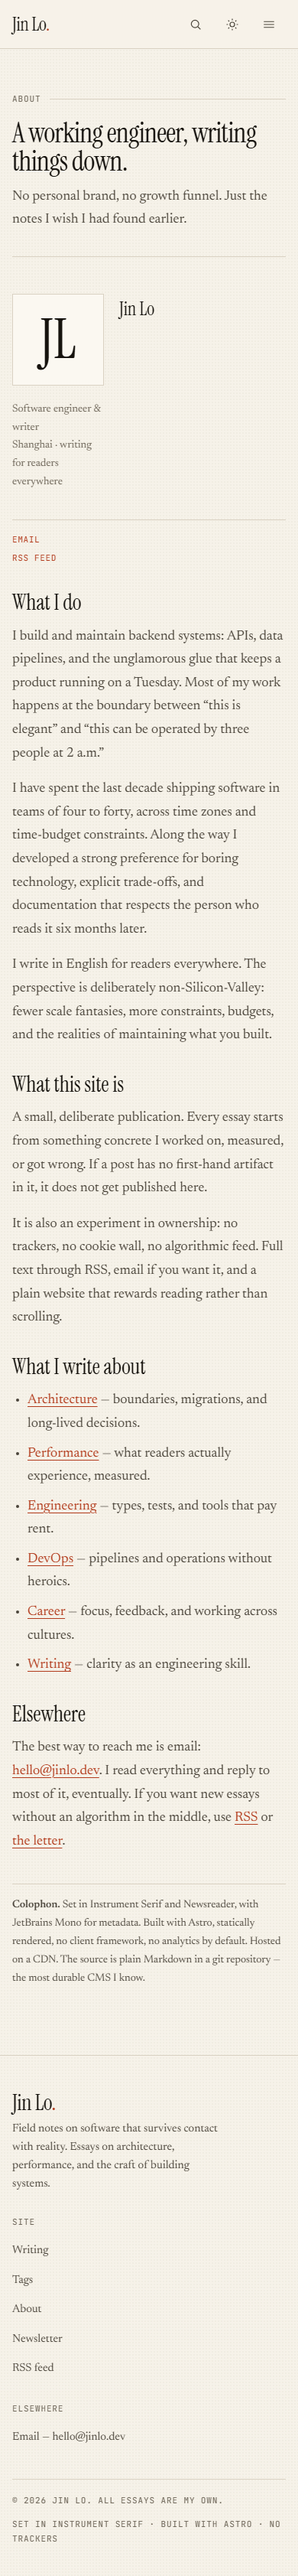 Jin Lo.
ABOUT
A working engineer, writing
things down.
No personal brand, no growth funnel. Just the
notes I wish I had found earlier.
JL
Jin Lo
Software engineer &
writer
Shanghai · writing
for readers
everywhere
EMAIL
RSS FEED
What I do
I build and maintain backend systems: APIs, data
pipelines, and the unglamorous glue that keeps a
product running on a Tuesday. Most of my work
happens at the boundary between “this is
elegant” and “this can be operated by three
people at 2 a.m.”
I have spent the last decade shipping software in
teams of four to forty, across time zones and
time-budget constraints. Along the way I
developed a strong preference for boring
technology, explicit trade-offs, and
documentation that respects the person who
reads it six months later.
I write in English for readers everywhere. The
perspective is deliberately non-Silicon-Valley:
fewer scale fantasies, more constraints, budgets,
and the realities of maintaining what you built.
What this site is
A small, deliberate publication. Every essay starts
from something concrete I worked on, measured,
or got wrong. If a post has no first-hand artifact
in it, it does not get published here.
It is also an experiment in ownership: no
trackers, no cookie wall, no algorithmic feed. Full
text through RSS, email if you want it, and a
plain website that rewards reading rather than
scrolling.
What I write about
• Architecture — boundaries, migrations, and
long-lived decisions.
• Performance — what readers actually
experience, measured.
• Engineering — types, tests, and tools that pay
rent.
• DevOps — pipelines and operations without
heroics.
• Career — focus, feedback, and working across
cultures.
• Writing — clarity as an engineering skill.
Elsewhere
The best way to reach me is email:
hello@jinlo.dev. I read everything and reply to
most of it, eventually. If you want new essays
without an algorithm in the middle, use RSS or
the letter.
Colophon. Set in Instrument Serif and Newsreader, with
JetBrains Mono for metadata. Built with Astro, statically
rendered, no client framework, no analytics by default. Hosted
on a CDN. The source is plain Markdown in a git repository —
the most durable CMS I know.
Jin Lo.
Field notes on software that survives contact
with reality. Essays on architecture,
performance, and the craft of building
systems.
SITE
Writing
Tags
About
Newsletter
RSS feed
ELSEWHERE
Email — hello@jinlo.dev
© 2026 JIN LO. ALL ESSAYS ARE MY OWN.
SET IN INSTRUMENT SERIF · BUILT WITH ASTRO · NO
TRACKERS